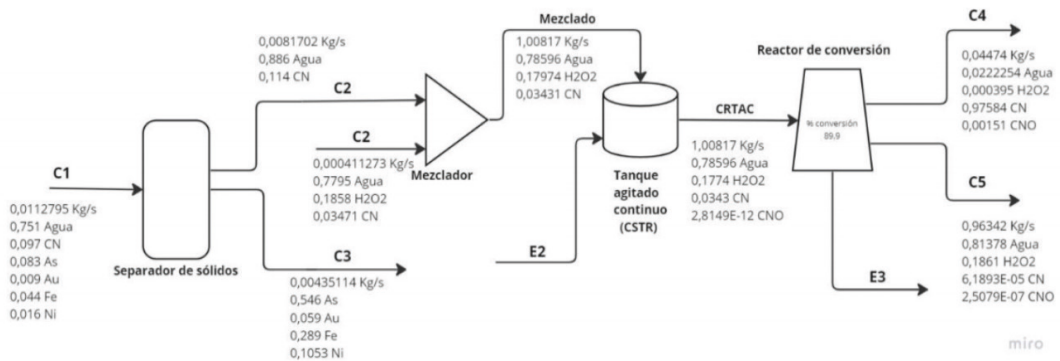 C1
0,0112795 Kg/s
0,751 Agua
0,097 CN
0,083 As
0,009 Au
0,044 Fe
0,016 Ni
Separador de sólidos
0,0081702 Kg/s
0,886 Agua
0,114 CN
C2
C2
0,000411273 Kg/s
0,7795 Agua
0,1858 H2O2
0,03471 CN
C3
0,00435114 Kg/s
0,546 As
0,059 Au
0,289 Fe
0,1053 Ni
Mezclador
Mezclado
1,00817 Kg/s
0,78596 Agua
0,17974 H2O2
0,03431 CN
E2
Tanque
agitado
continuo
(CSTR)
CRTAC
1,00817 Kg/s
0,78596 Agua
0,1774 H2O2
0,0343 CN
2,8149E-12 CNO
Reactor de conversión
% conversión
89,9
E3
C4
0,04474 Kg/s
0,0222254 Agua
0,000395 H2O2
0,97584 CN
0,00151 CNO
C5
0,96342 Kg/s
0,81378 Agua
0,1861 H2O2
6,1893E-05 CN
2,5079E-07 CNO
miro